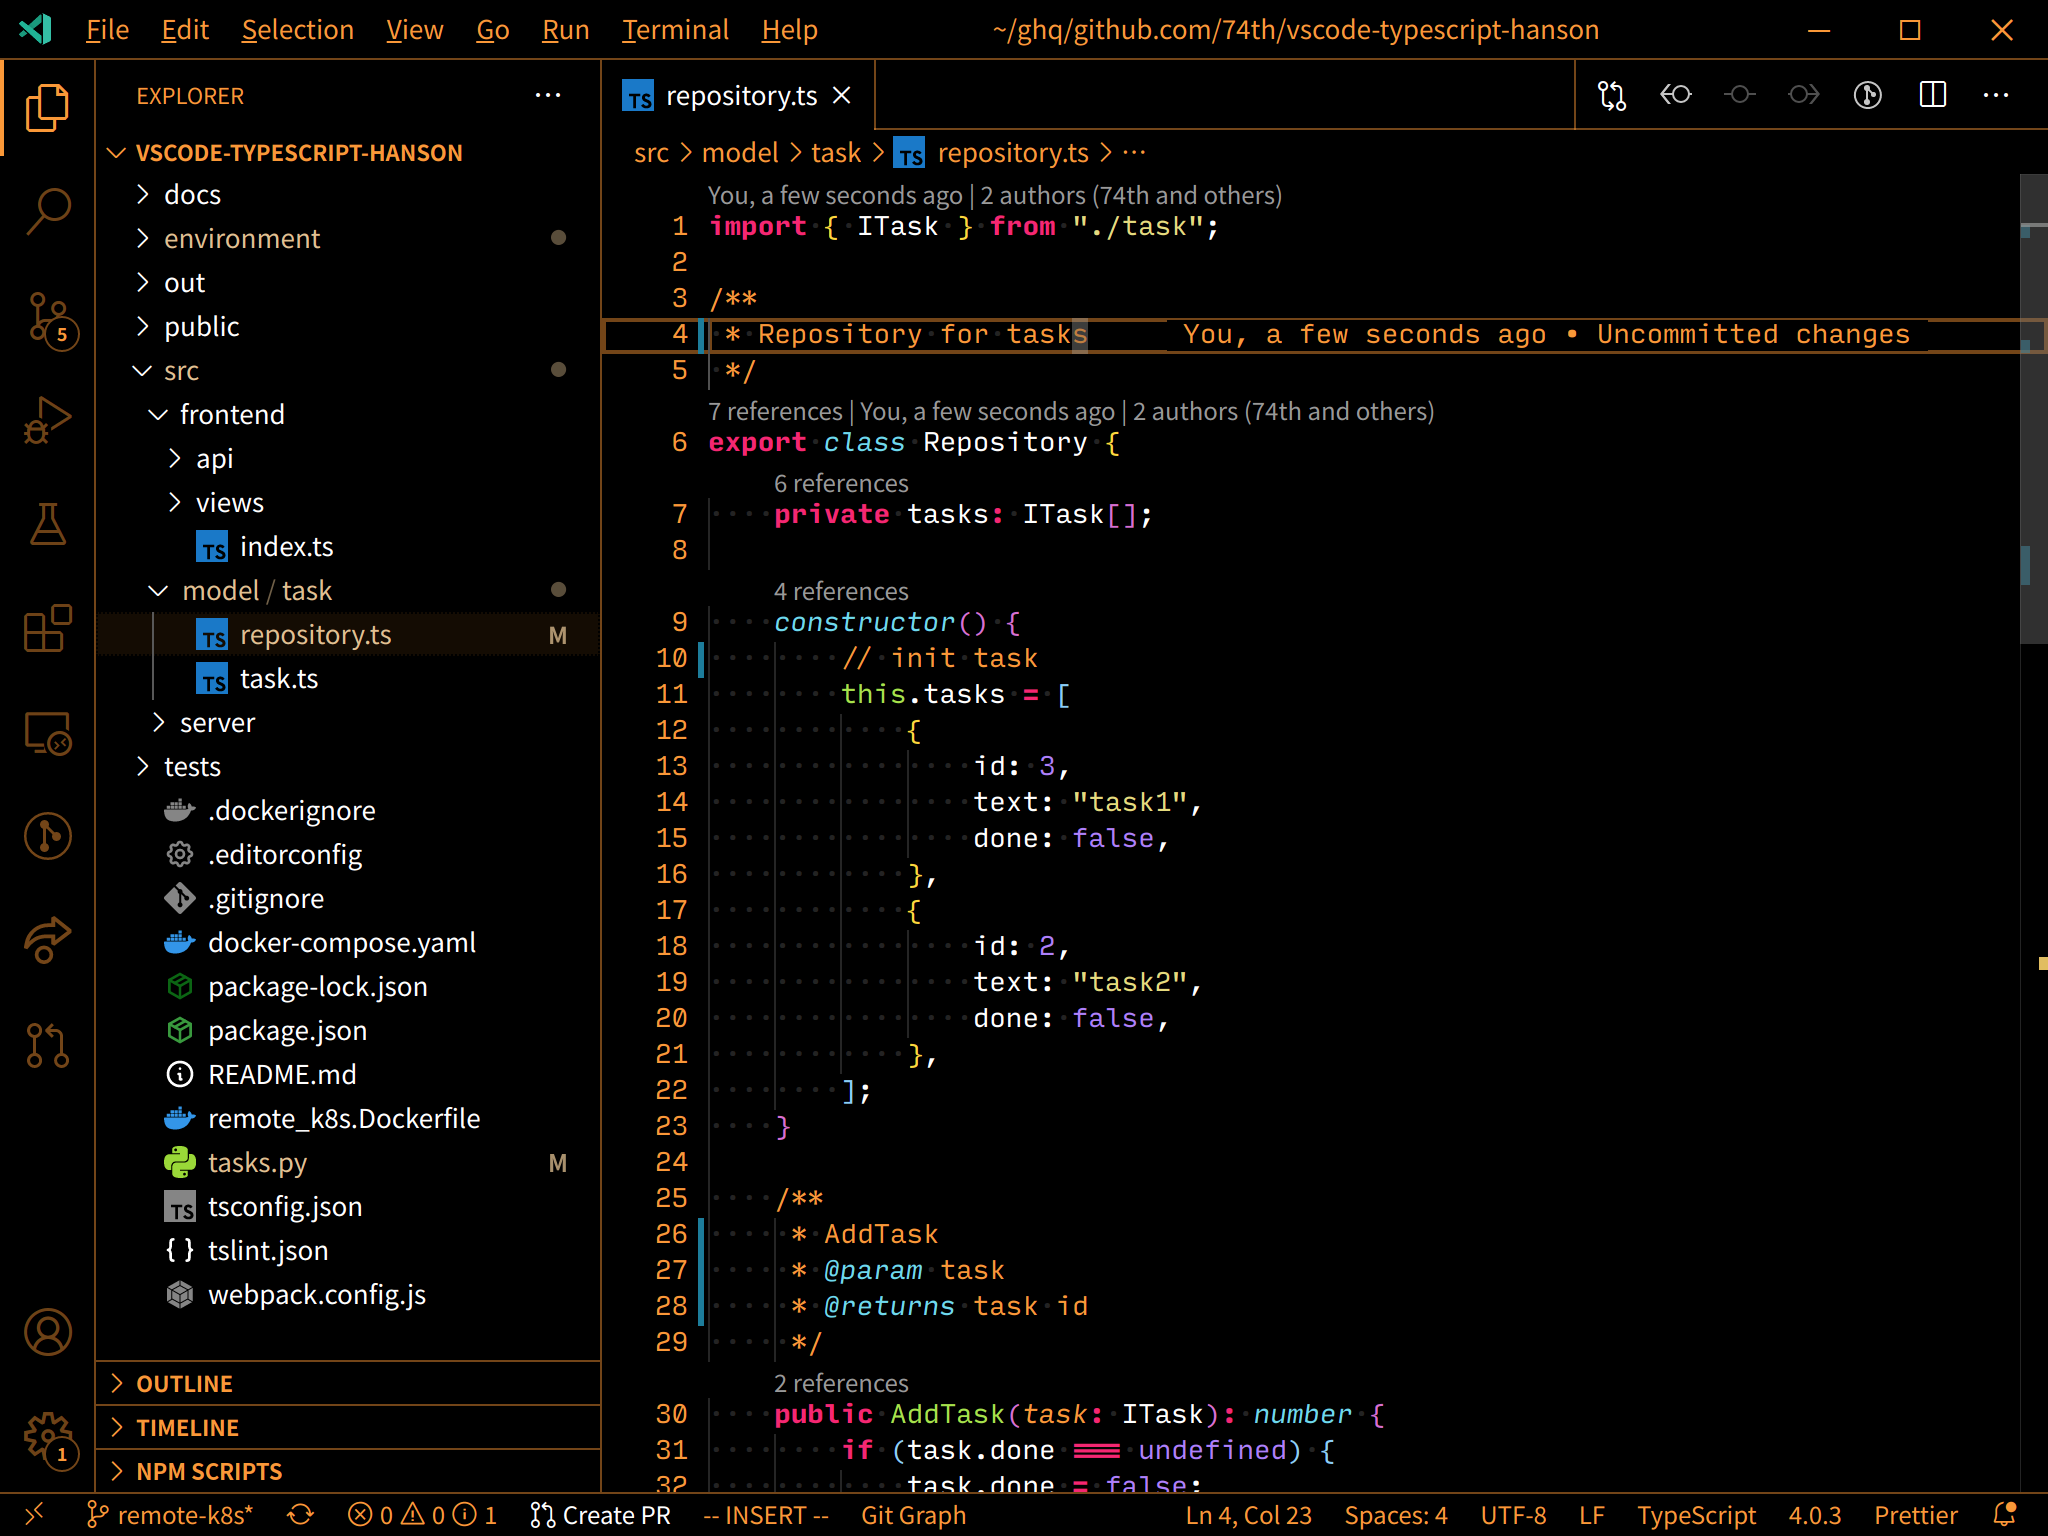 File Edit Selection View Go Run Terminal Help ~/ghq/github.com/74th/vscode-typescript-hanson
EXPLORER
VSCODE-TYPESCRIPT-HANSON
docs
environment
out
public
src
frontend
api
views
TS index.ts
model / task
TS repository.ts M
TS task.ts
server
tests
.dockerignore
.editorconfig
.gitignore
docker-compose.yaml
package-lock.json
package.json
README.md
remote_k8s.Dockerfile
tasks.py M
TS tsconfig.json
{ } tslint.json
webpack.config.js
OUTLINE
TIMELINE
NPM SCRIPTS
5
1
TS repository.ts
src > model > task > TS repository.ts > ...
You, a few seconds ago | 2 authors (74th and others)
1 import { ITask } from "./task";
2
3 /**
4 * Repository for tasks You, a few seconds ago • Uncommitted changes
5 */
7 references | You, a few seconds ago | 2 authors (74th and others)
6 export class Repository {
6 references
7 private tasks: ITask[];
8
4 references
9 constructor() {
10 // init task
11 this.tasks = [
12 {
13 id: 3,
14 text: "task1",
15 done: false,
16 },
17 {
18 id: 2,
19 text: "task2",
20 done: false,
21 },
22 ];
23 }
24
25 /**
26 * AddTask
27 * @param task
28 * @returns task id
29 */
2 references
30 public AddTask(task: ITask): number {
31 if (task.done === undefined) {
32 task.done = false;
remote-k8s* 0 0 1 Create PR -- INSERT -- Git Graph Ln 4, Col 23 Spaces: 4 UTF-8 LF TypeScript 4.0.3 Prettier